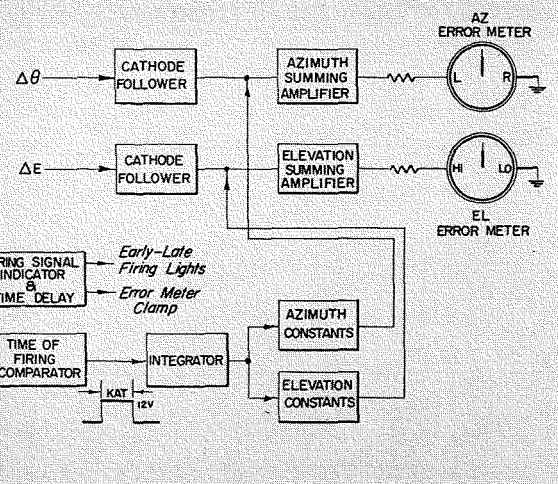 AZ
ERROR METER
Δθ
CATHODE
FOLLOWER
AZIMUTH
SUMMING
AMPLIFIER
L
R
ΔE
CATHODE
FOLLOWER
ELEVATION
SUMMING
AMPLIFIER
HI
LO
EL
ERROR METER
RING SIGNAL
INDICATOR
&
TIME DELAY
Early-Late
Firing Lights
Error Meter
Clamp
TIME OF
FIRING
COMPARATOR
INTEGRATOR
AZIMUTH
CONSTANTS
ELEVATION
CONSTANTS
KAT
12V